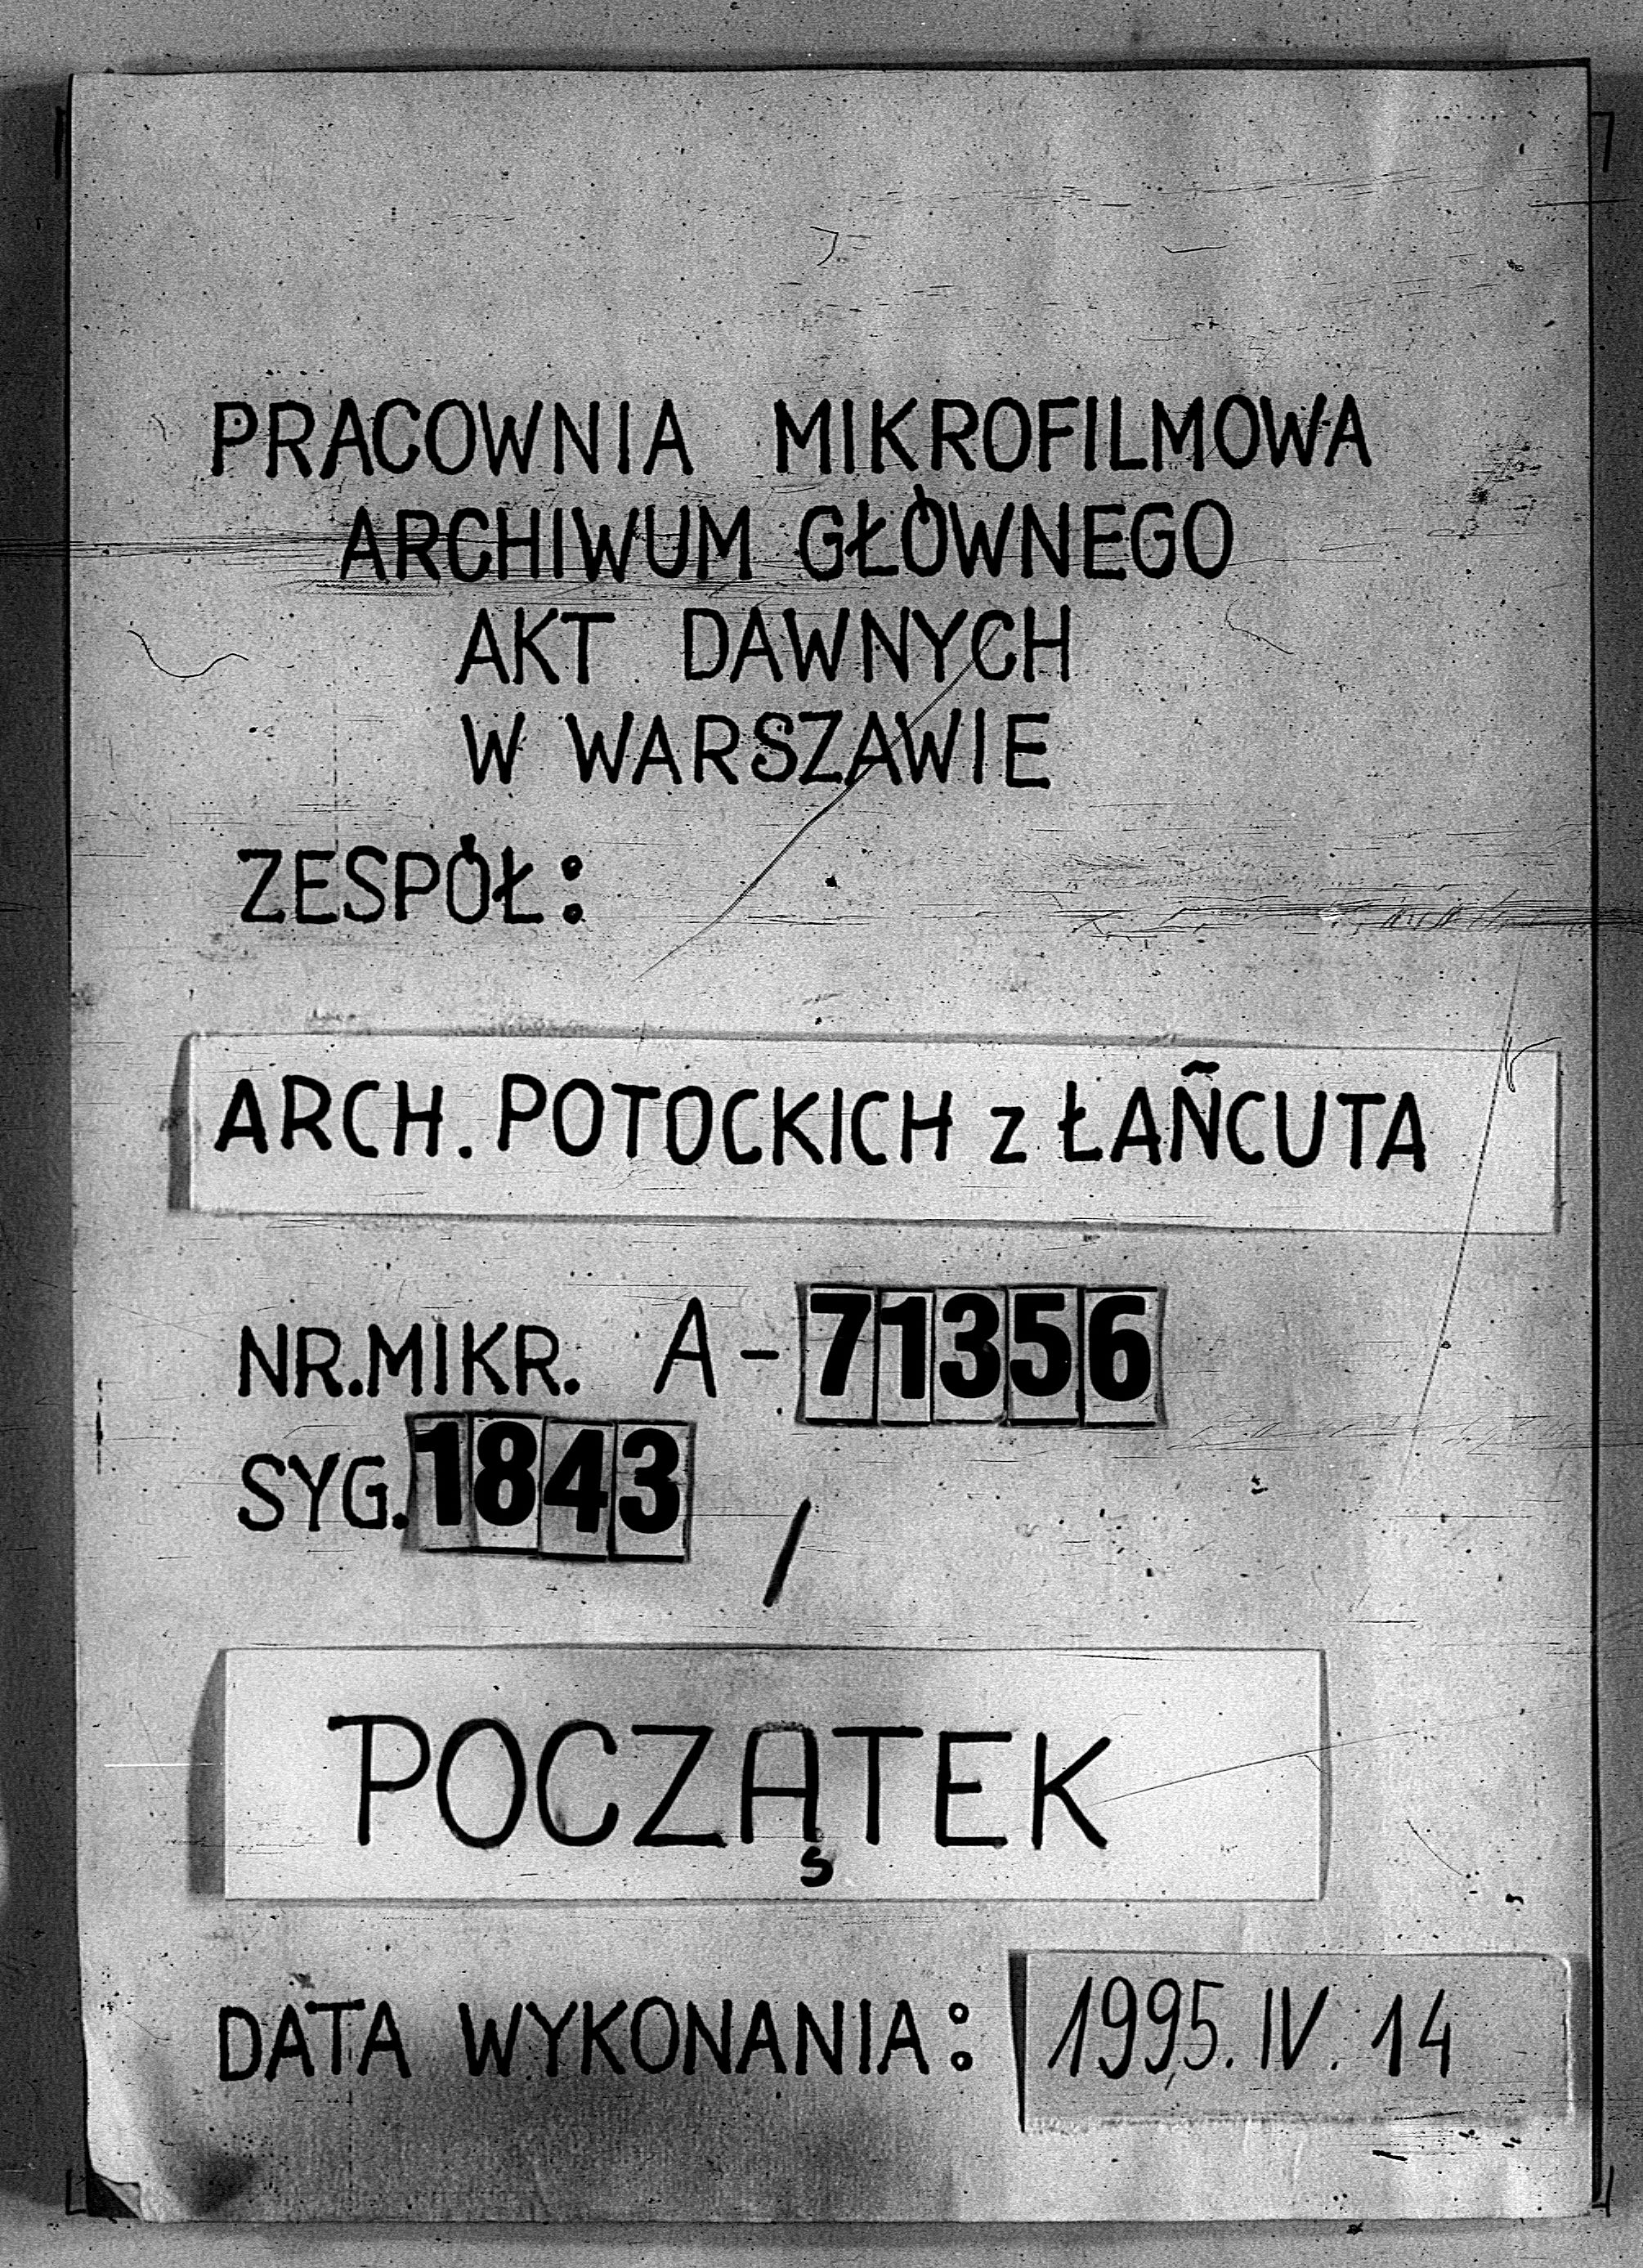 PRACOWNIA MIKROFILMOWA
ARCHIWUM GŁÓWNEGO
AKT DAWNYCH
W WARSZAWIE
ZESPÓŁ:
ARCH. POTOCKICH z ŁAŃCUTA
NR.MIKR. A-71356
SYG.1843 /
POCZĄTEK
DATA WYKONANIA: 1995.IV.14